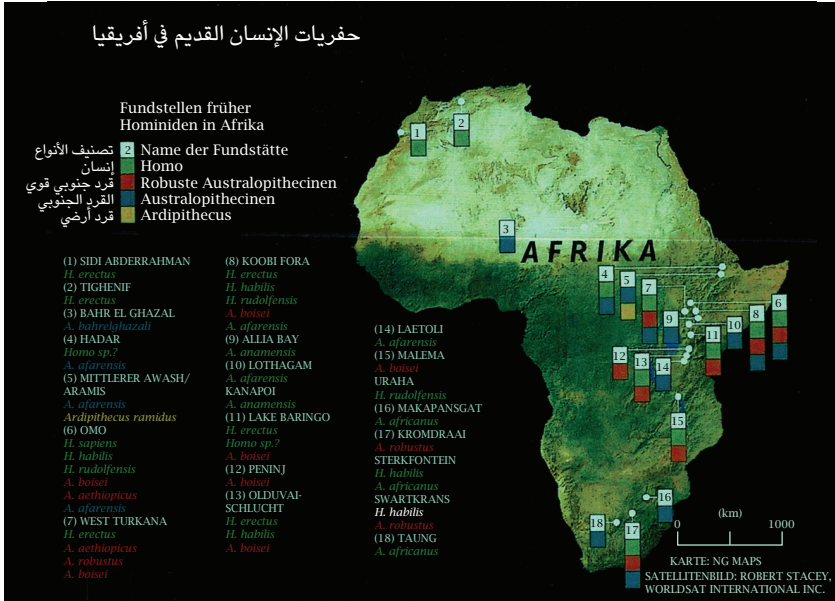 حفريات الإنسان القديم في أفريقيا
Fundstellen früher
Hominiden in Afrika
تصنيف الأنواع 2 Name der Fundstätte
إنسان Homo
قرد جنوبي قوي Robuste Australopithecinen
القرد الجنوبي Australopithecinen
قرد أرضي Ardipithecus
(1) SIDI ABDERRAHMAN
H. erectus
(2) TIGHENIF
H. erectus
(3) BAHR EL GHAZAL
A. bahrelghazali
(4) HADAR
Homo sp.?
A. afarensis
(5) MITTLERER AWASH/
ARAMIS
A. afarensis
Ardipithecus ramidus
(6) OMO
H. sapiens
H. habilis
H. rudolfensis
A. boisei
A. aethiopicus
A. afarensis
(7) WEST TURKANA
H. erectus
A. aethiopicus
A. robustus
A. boisei
(8) KOOBI FORA
H. erectus
H. habilis
H. rudolfensis
A. boisei
A. afarensis
(9) ALLIA BAY
A. anamensis
(10) LOTHAGAM
A. afarensis
KANAPOI
A. anamensis
(11) LAKE BARINGO
H. erectus
Homo sp.?
A. boisei
(12) PENINJ
A. boisei
(13) OLDUVAI-
SCHLUCHT
H. erectus
H. habilis
A. boisei
(14) LAETOLI
A. afarensis
(15) MALEMA
A. boisei
URAHA
H. rudolfensis
(16) MAKAPANSGAT
A. africanus
(17) KROMDRAAI
A. robustus
STERKFONTEIN
H. habilis
A. africanus
SWARTKRANS
H. habilis
A. robustus
(18) TAUNG
A. africanus
1
2
3
AFRIKA
4
5
7
6
8
9
10
11
12
13
14
15
16
18
17
(km)
0 1000
KARTE: NG MAPS
SATELLITENBILD: ROBERT STACEY,
WORLDSAT INTERNATIONAL INC.